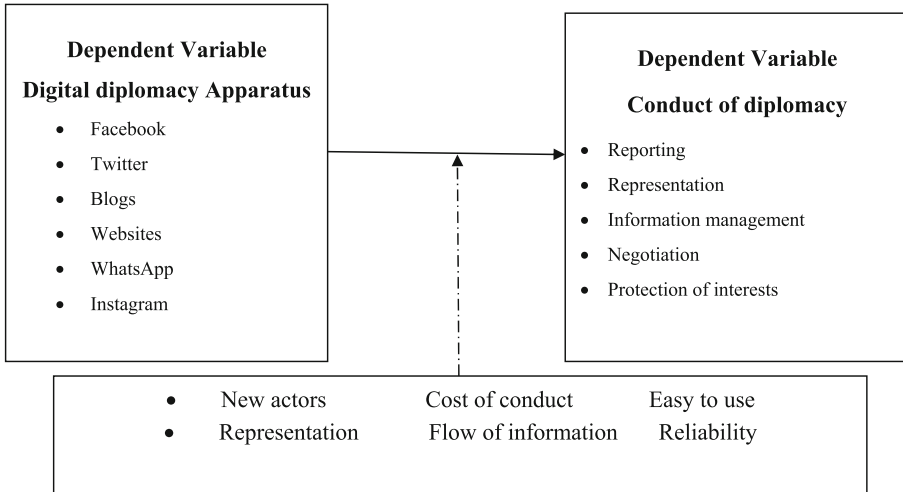 Dependent Variable
Digital diplomacy Apparatus
• Facebook
• Twitter
• Blogs
• Websites
• WhatsApp
• Instagram
Dependent Variable
Conduct of diplomacy
• Reporting
• Representation
• Information management
• Negotiation
• Protection of interests
• New actors Cost of conduct Easy to use
• Representation Flow of information Reliability